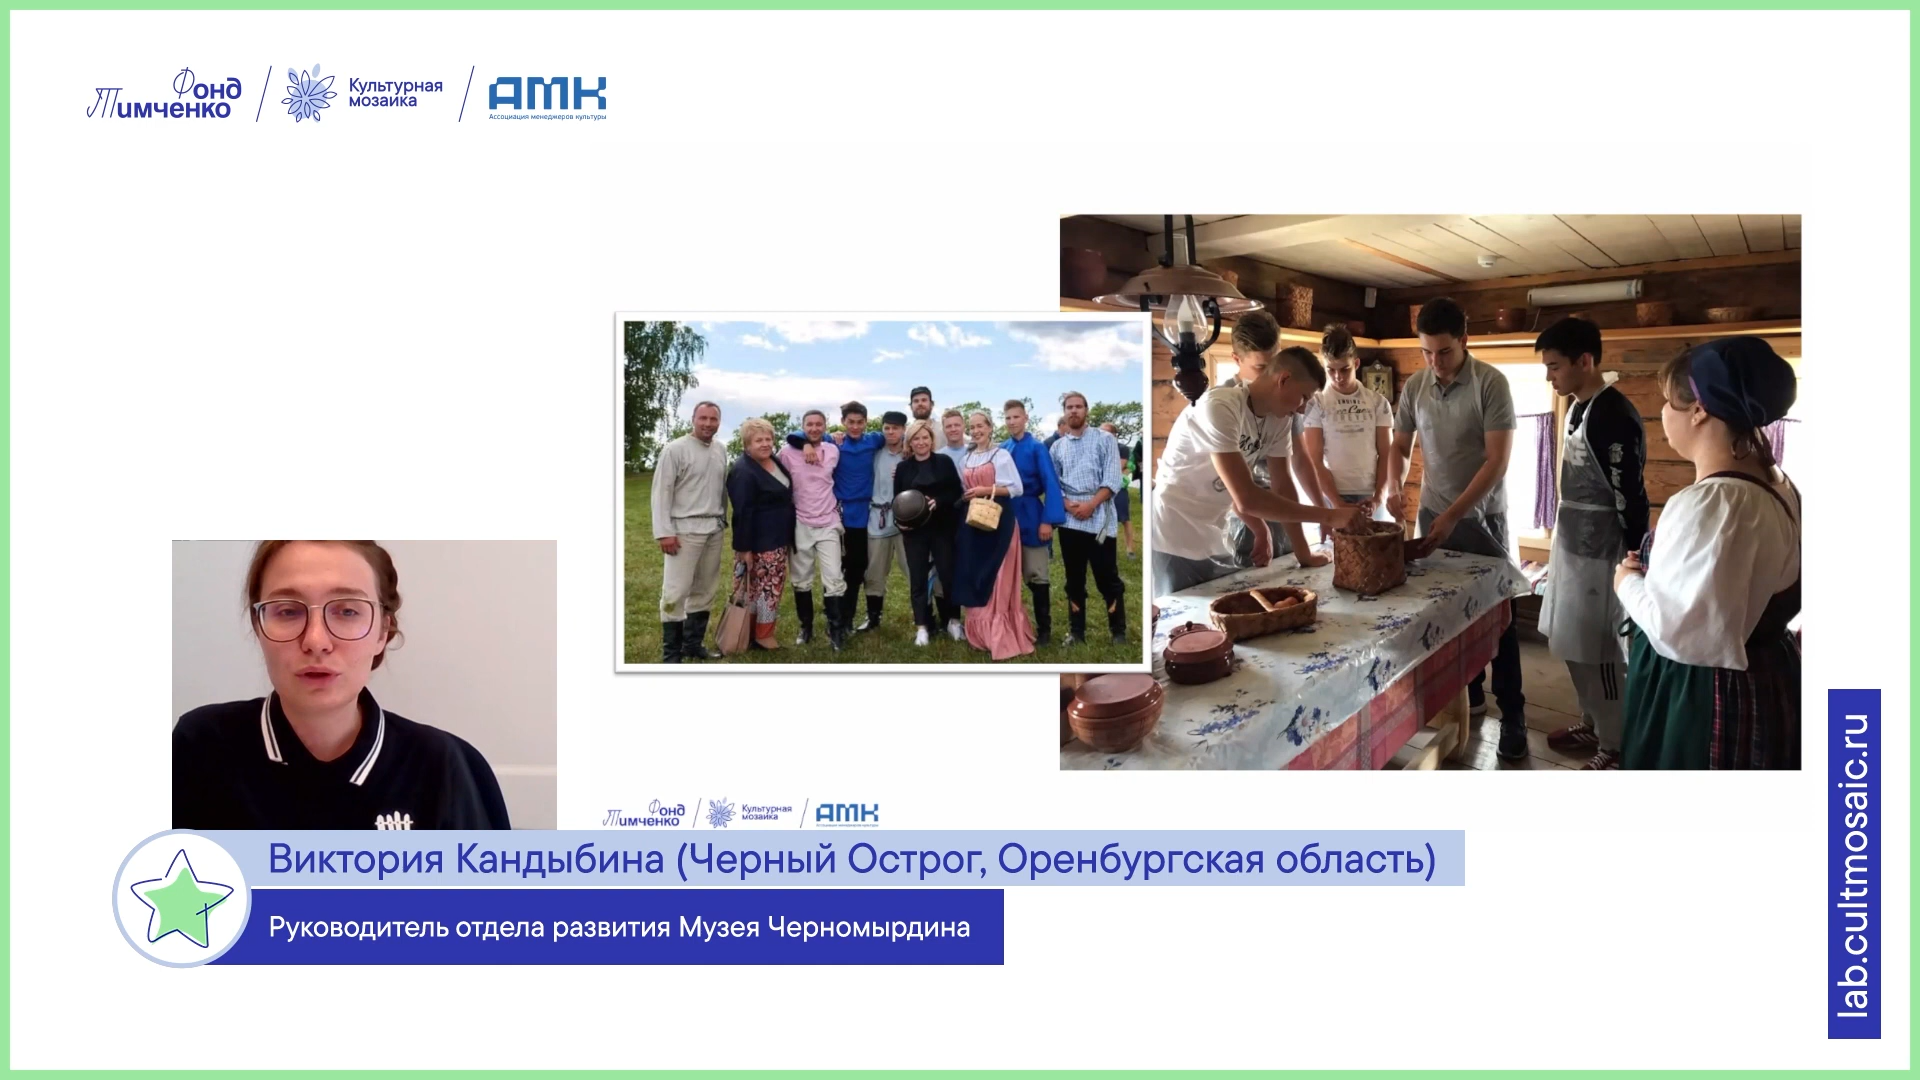 Фонд
Тимченко
Культурная
мозаика
АМК
Ассоциация менеджеров культуры
Фонд
Тимченко
Культурная
мозаика
АМК
Виктория Кандыбина (Черный Острог, Оренбургская область)
Руководитель отдела развития Музея Черномырдина
lab.cultmosaic.ru